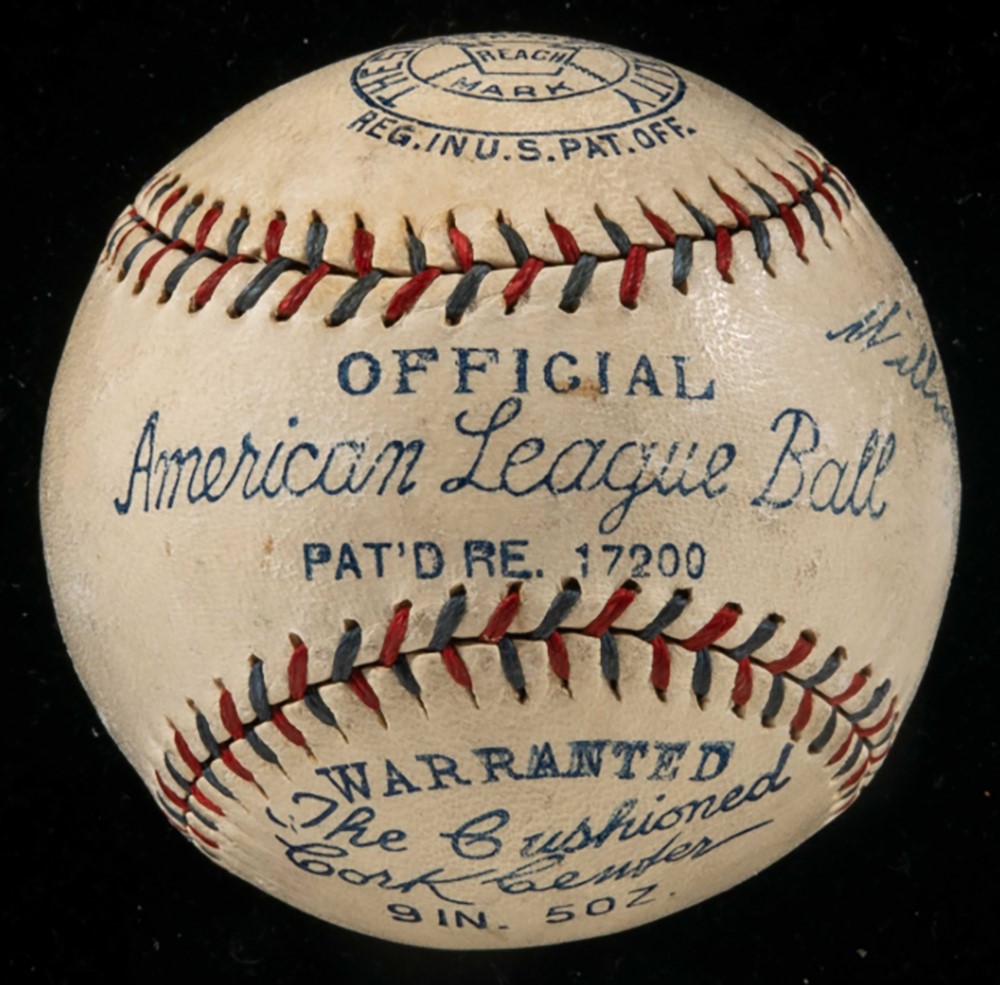 REACH
MARK
REG. IN U.S. PAT. OFF.
OFFICIAL
American League Ball
PAT'D RE. 17200
WARRANTED
The Cushioned
Cork Center
9 IN. 5 OZ.